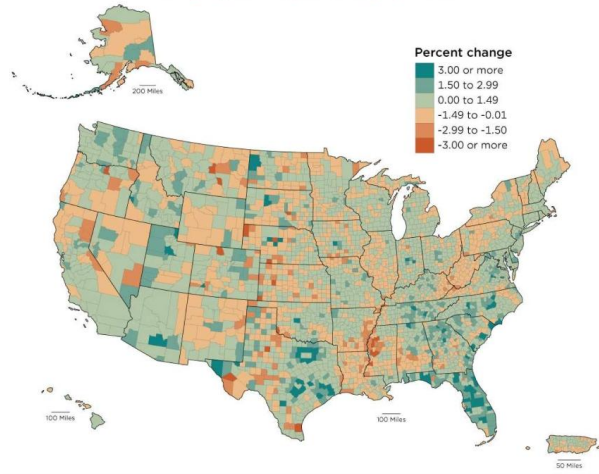 Percent change
3.00 or more
1.50 to 2.99
0.00 to 1.49
-1.49 to -0.01
-2.99 to -1.50
-3.00 or more
200 Miles
100 Miles
100 Miles
50 Miles